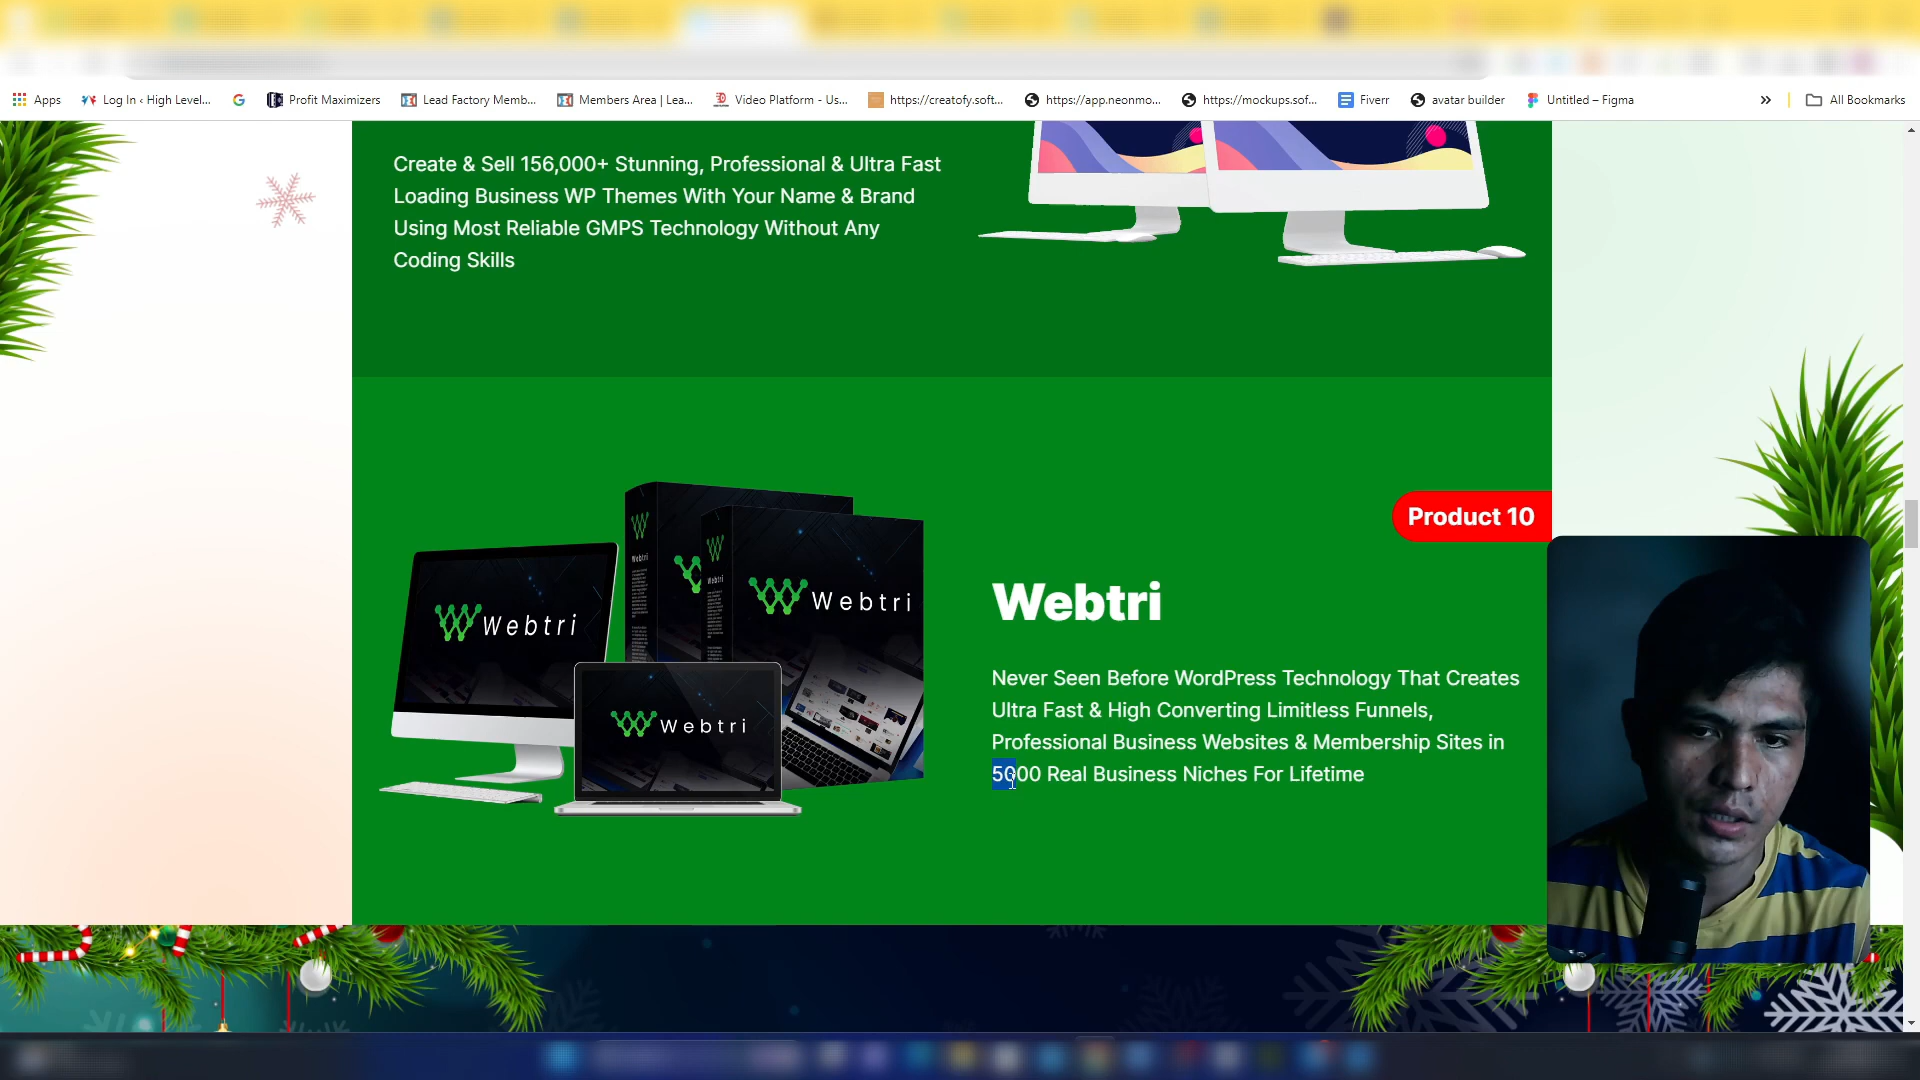 Apps
Log In ‹ High Level...
Profit Maximizers
Lead Factory Memb...
Members Area | Lea...
Video Platform - Us...
https://creatofy.soft...
https://app.neonmo...
https://mockups.sof...
Fiverr
avatar builder
Untitled – Figma
All Bookmarks
Create & Sell 156,000+ Stunning, Professional & Ultra Fast
Loading Business WP Themes With Your Name & Brand
Using Most Reliable GMPS Technology Without Any
Coding Skills
Product 10
Webtri
Never Seen Before WordPress Technology That Creates
Ultra Fast & High Converting Limitless Funnels,
Professional Business Websites & Membership Sites in
5000 Real Business Niches For Lifetime
Webtri
Webtri
Webtri
Webtri
Webtri